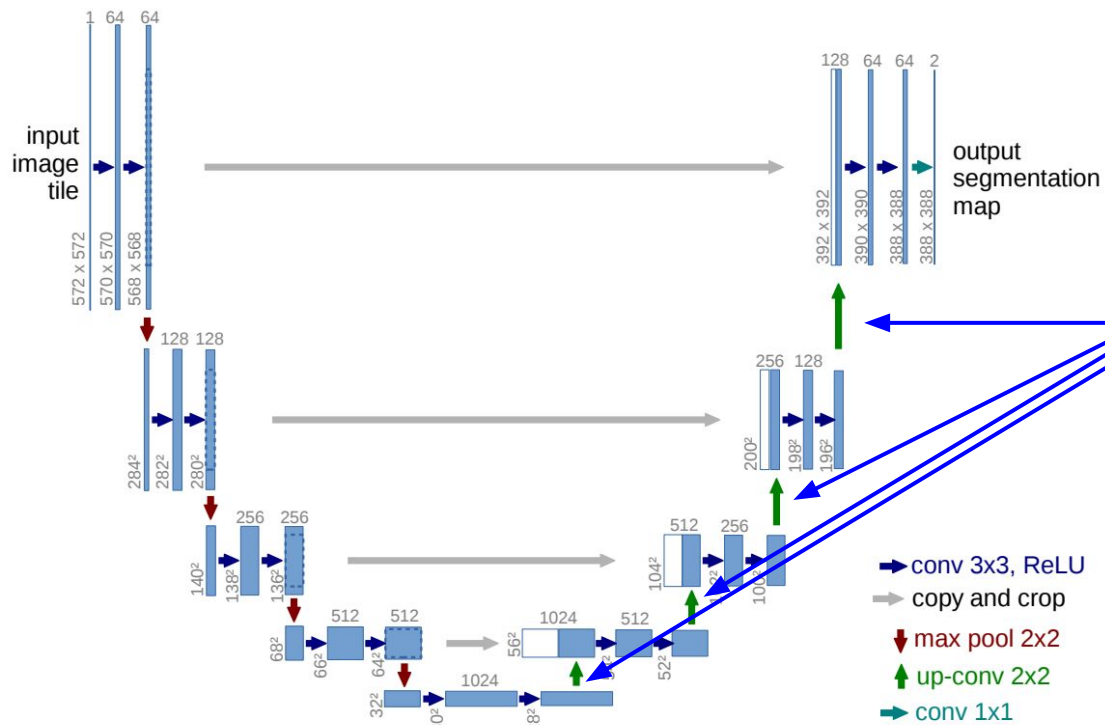 1 64 64
input
image
tile
572 x 572
570 x 570
568 x 568
128 64 64 2
output
segmentation
map
392 x 392
390 x 390
388 x 388
388 x 388
128 128
284²
282²
280²
256 128
200²
198²
196²
256 256
140²
138²
136²
512 256
104²
100²
512 512
68²
66²
64²
1024 512
56²
52²
1024
32²
conv 3x3, ReLU
copy and crop
max pool 2x2
up-conv 2x2
conv 1x1